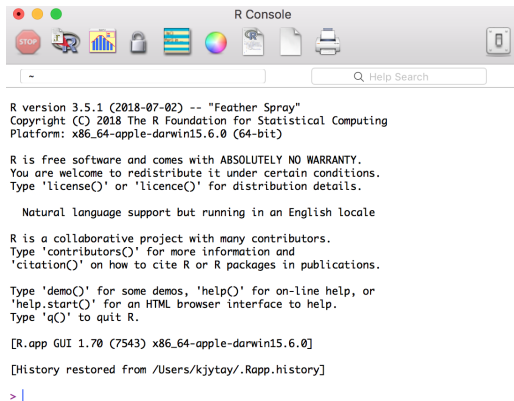 R Console
STOP
~
Help Search
R version 3.5.1 (2018-07-02) -- "Feather Spray"
Copyright (C) 2018 The R Foundation for Statistical Computing
Platform: x86_64-apple-darwin15.6.0 (64-bit)
R is free software and comes with ABSOLUTELY NO WARRANTY.
You are welcome to redistribute it under certain conditions.
Type 'license()' or 'licence()' for distribution details.
Natural language support but running in an English locale
R is a collaborative project with many contributors.
Type 'contributors()' for more information and
'citation()' on how to cite R or R packages in publications.
Type 'demo()' for some demos, 'help()' for on-line help, or
'help.start()' for an HTML browser interface to help.
Type 'q()' to quit R.
[R.app GUI 1.70 (7543) x86_64-apple-darwin15.6.0]
[History restored from /Users/kjytay/.Rapp.history]
>